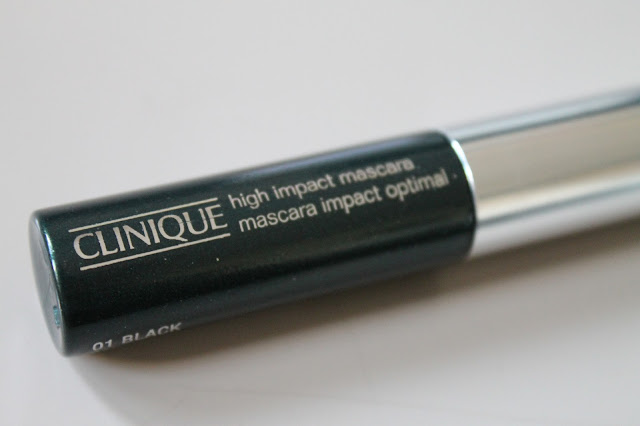 CLINIQUE
high impact mascara
mascara impact optimal
01 BLACK